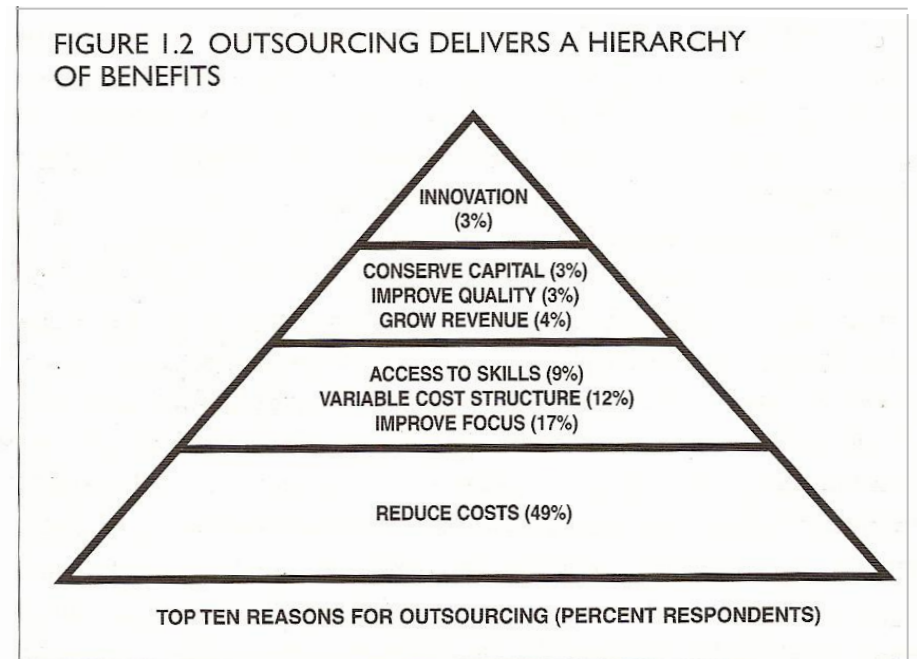 FIGURE 1.2 OUTSOURCING DELIVERS A HIERARCHY
OF BENEFITS
INNOVATION
(3%)
CONSERVE CAPITAL (3%)
IMPROVE QUALITY (3%)
GROW REVENUE (4%)
ACCESS TO SKILLS (9%)
VARIABLE COST STRUCTURE (12%)
IMPROVE FOCUS (17%)
REDUCE COSTS (49%)
TOP TEN REASONS FOR OUTSOURCING (PERCENT RESPONDENTS)